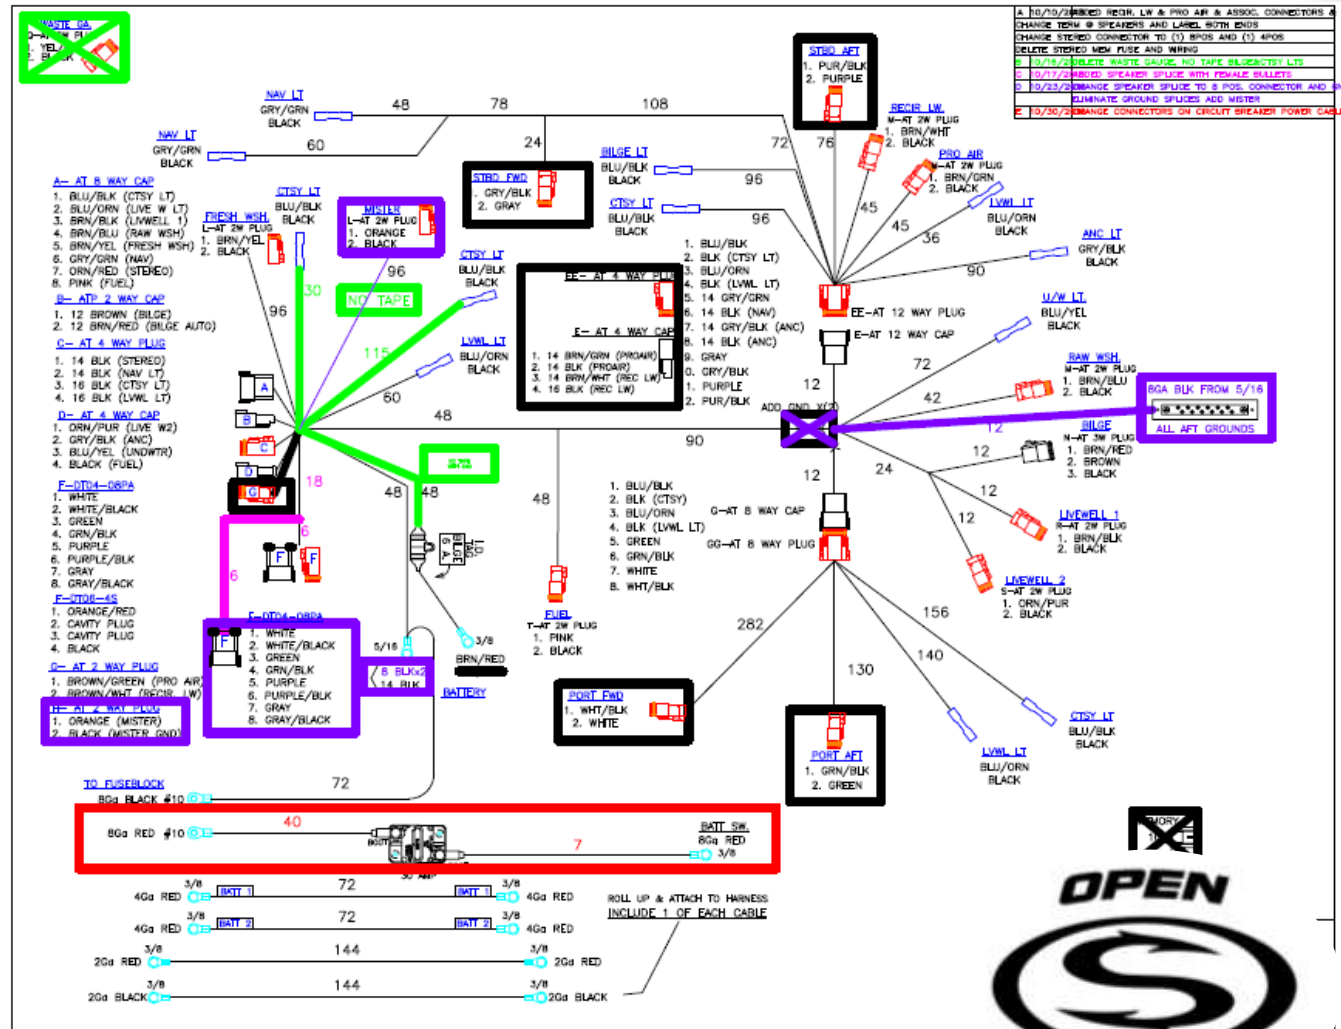 WASTE GA.
2. BLACK
A 10/10/2 ADDED RECIR. LW & PRO AIR & ASSOC. CONNECTORS &
CHANGE TERM @ SPEAKERS AND LABEL BOTH ENDS
CHANGE STEREO CONNECTOR TO (1) 8POS AND (1) 4POS
DELETE STEREO MEM FUSE AND WIRING
B 10/16/2 DELETE WASTE GAUGE, NO TAPE BILGE&CTSY LTS
C 10/17/2 ADDED SPEAKER SPLICE WITH FEMALE BULLETS
D 10/23/2 CHANGE SPEAKER SPLICE TO 8 POS. CONNECTOR AND
ELIMINATE GROUND SPLICES ADD MISTER
E 10/30/2 CHANGE CONNECTORS ON CIRCUIT BREAKER POWER CABL
NAV LT
GRY/GRN
BLACK
48
78
108
NAV LT
GRY/GRN
BLACK
60
24
72
76
STBD AFT
1. PUR/BLK
2. PURPLE
RECIR LW.
M-AT 2W PLUG
1. BRN/WHT
2. BLACK
PRO AIR
M-AT 2W PLUG
1. BRN/GRN
2. BLACK
45
45
36
90
LVWL LT
BLU/ORN
BLACK
ANC LT
GRY/BLK
BLACK
STBD FWD
. GRY/BLK
2. GRAY
BILGE LT
BLU/BLK
BLACK
96
CTSY LT
BLU/BLK
BLACK
96
A- AT 8 WAY CAP
1. BLU/BLK (CTSY LT)
2. BLU/ORN (LIVE W LT)
3. BRN/BLK (LIVWELL 1)
4. BRN/BLU (RAW WSH)
5. BRN/YEL (FRESH WSH)
6. GRY/GRN (NAV)
7. ORN/RED (STEREO)
8. PINK (FUEL)
B- ATP 2 WAY CAP
1. 12 BROWN (BILGE)
2. 12 BRN/RED (BILGE AUTO)
C- AT 4 WAY PLUG
1. 14 BLK (STEREO)
2. 14 BLK (NAV LT)
3. 16 BLK (CTSY LT)
4. 16 BLK (LVWL LT)
D- AT 4 WAY CAP
1. ORN/PUR (LIVE W2)
2. GRY/BLK (ANC)
3. BLU/YEL (UNDWTR)
4. BLACK (FUEL)
F-DT04-08PA
1. WHITE
2. WHITE/BLACK
3. GREEN
4. GRN/BLK
5. PURPLE
6. PURPLE/BLK
7. GRAY
8. GRAY/BLACK
F-DT06-4S
1. ORANGE/RED
2. CAVITY PLUG
3. CAVITY PLUG
4. BLACK
G- AT 2 WAY PLUG
1. BROWN/GREEN (PRO AIR)
2. BROWN/WHT (RECIR. LW)
H- AT 2 WAY PLUG
1. ORANGE (MISTER)
2. BLACK (MISTER GND)
FRESH WSH.
L-AT 2W PLUG
1. BRN/YEL
2. BLACK
CTSY LT
BLU/BLK
BLACK
MISTER
L-AT 2W PLUG
1. ORANGE
2. BLACK
96
30
96
NO TAPE
115
CTSY LT
BLU/BLK
BLACK
LVWL LT
BLU/ORN
BLACK
60
48
90
A
B
C
D
G
18
6
6
F
F
F
48
48
I.D.
TAG
BILGE
6 A
5/16
3/8
BRN/RED
BATTERY
8 BLKx2
14 BLK
F-DT04-08PA
1. WHITE
2. WHITE/BLACK
3. GREEN
4. GRN/BLK
5. PURPLE
6. PURPLE/BLK
7. GRAY
8. GRAY/BLACK
EE- AT 4 WAY PLUG
E- AT 4 WAY CAP
1. 14 BRN/GRN (PROAIR)
2. 14 BLK (PROAIR)
3. 14 BRN/WHT (REC LW)
4. 16 BLK (REC LW)
1. BLU/BLK
2. BLK (CTSY LT)
3. BLU/ORN
4. BLK (LVWL LT)
5. 14 GRY/GRN
6. 14 BLK (NAV)
7. 14 GRY/BLK (ANC)
8. 14 BLK (ANC)
9. GRAY
0. GRY/BLK
1. PURPLE
2. PUR/BLK
EE-AT 12 WAY PLUG
E-AT 12 WAY CAP
12
ADD GND X(2)
12
U/W LT.
BLU/YEL
BLACK
72
RAW WSH.
M-AT 2W PLUG
1. BRN/BLU
2. BLACK
42
8GA BLK FROM 5/16
ALL AFT GROUNDS
12
BILGE
N-AT 3W PLUG
1. BRN/RED
2. BROWN
3. BLACK
24
12
12
12
LIVEWELL 1
R-AT 2W PLUG
1. BRN/BLK
2. BLACK
LIVEWELL 2
S-AT 2W PLUG
1. ORN/PUR
2. BLACK
48
FUEL
T-AT 2W PLUG
1. PINK
2. BLACK
1. BLU/BLK
2. BLK (CTSY)
3. BLU/ORN
4. BLK (LVWL LT)
5. GREEN
6. GRN/BLK
7. WHITE
8. WHT/BLK
G-AT 8 WAY CAP
GG-AT 8 WAY PLUG
282
130
140
156
PORT FWD
1. WHT/BLK
2. WHITE
PORT AFT
1. GRN/BLK
2. GREEN
LVWL LT
BLU/ORN
BLACK
CTSY LT
BLU/BLK
BLACK
TO FUSEBLOCK
8Ga BLACK #10
72
8Ga RED #10
40
30 AMP
7
BATT SW.
8Ga RED
3/8
4Ga RED 3/8 BATT 1 72 BATT 1 3/8 4Ga RED
4Ga RED 3/8 BATT 2 72 BATT 2 3/8 4Ga RED
2Ga RED 3/8 144 3/8 2Ga RED
2Ga BLACK 3/8 144 3/8 2Ga BLACK
ROLL UP & ATTACH TO HARNESS
INCLUDE 1 OF EACH CABLE
OPEN